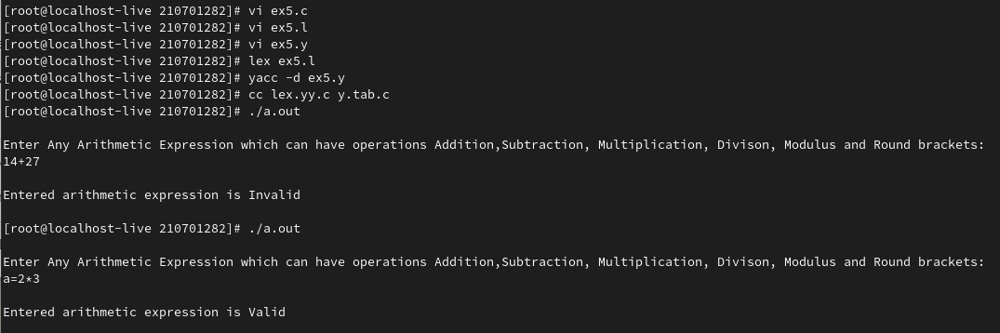 [root@localhost-live 210701282]# vi ex5.c
[root@localhost-live 210701282]# vi ex5.l
[root@localhost-live 210701282]# vi ex5.y
[root@localhost-live 210701282]# lex ex5.l
[root@localhost-live 210701282]# yacc -d ex5.y
[root@localhost-live 210701282]# cc lex.yy.c y.tab.c
[root@localhost-live 210701282]# ./a.out
Enter Any Arithmetic Expression which can have operations Addition,Subtraction, Multiplication, Divison, Modulus and Round brackets:
14+27
Entered arithmetic expression is Invalid
[root@localhost-live 210701282]# ./a.out
Enter Any Arithmetic Expression which can have operations Addition,Subtraction, Multiplication, Divison, Modulus and Round brackets:
a=2*3
Entered arithmetic expression is Valid